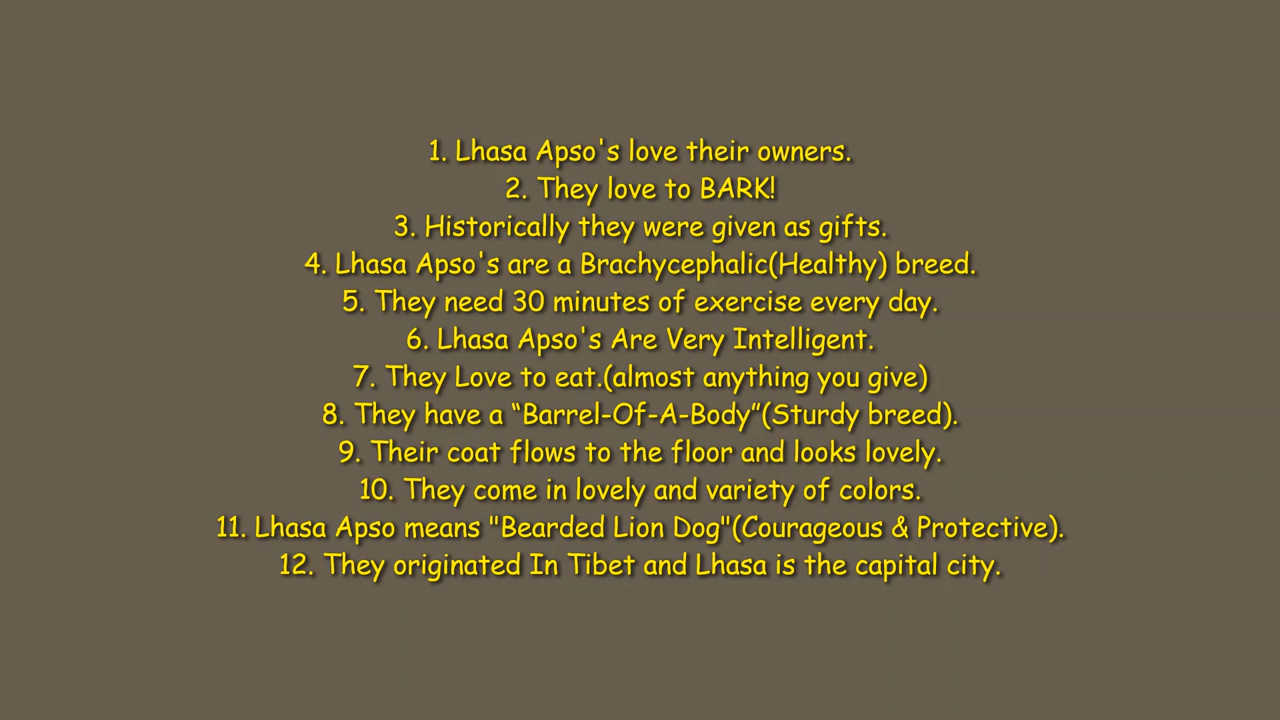 1. Lhasa Apso's love their owners.
2. They love to BARK!
3. Historically they were given as gifts.
4. Lhasa Apso's are a Brachycephalic(Healthy) breed.
5. They need 30 minutes of exercise every day.
6. Lhasa Apso's Are Very Intelligent.
7. They Love to eat.(almost anything you give)
8. They have a “Barrel-Of-A-Body”(Sturdy breed).
9. Their coat flows to the floor and looks lovely.
10. They come in lovely and variety of colors.
11. Lhasa Apso means "Bearded Lion Dog"(Courageous & Protective).
12. They originated In Tibet and Lhasa is the capital city.